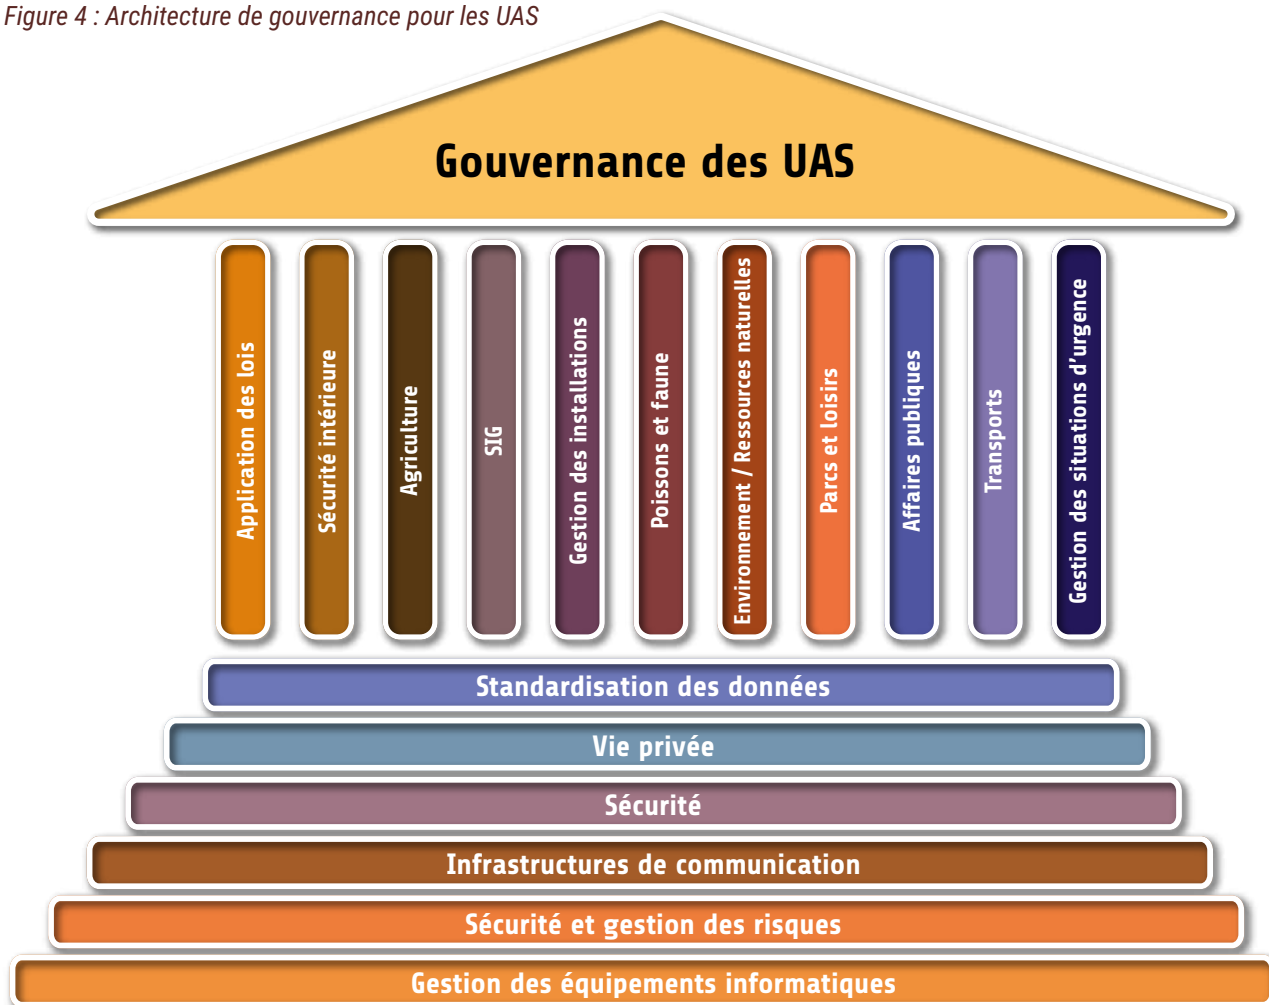 Figure 4 : Architecture de gouvernance pour les UAS
Gouvernance des UAS
Application des lois
Sécurité intérieure
Agriculture
SIG
Gestion des installations
Poissons et faune
Environnement / Ressources naturelles
Parcs et loisirs
Affaires publiques
Transports
Gestion des situations d'urgence
Standardisation des données
Vie privée
Sécurité
Infrastructures de communication
Sécurité et gestion des risques
Gestion des équipements informatiques